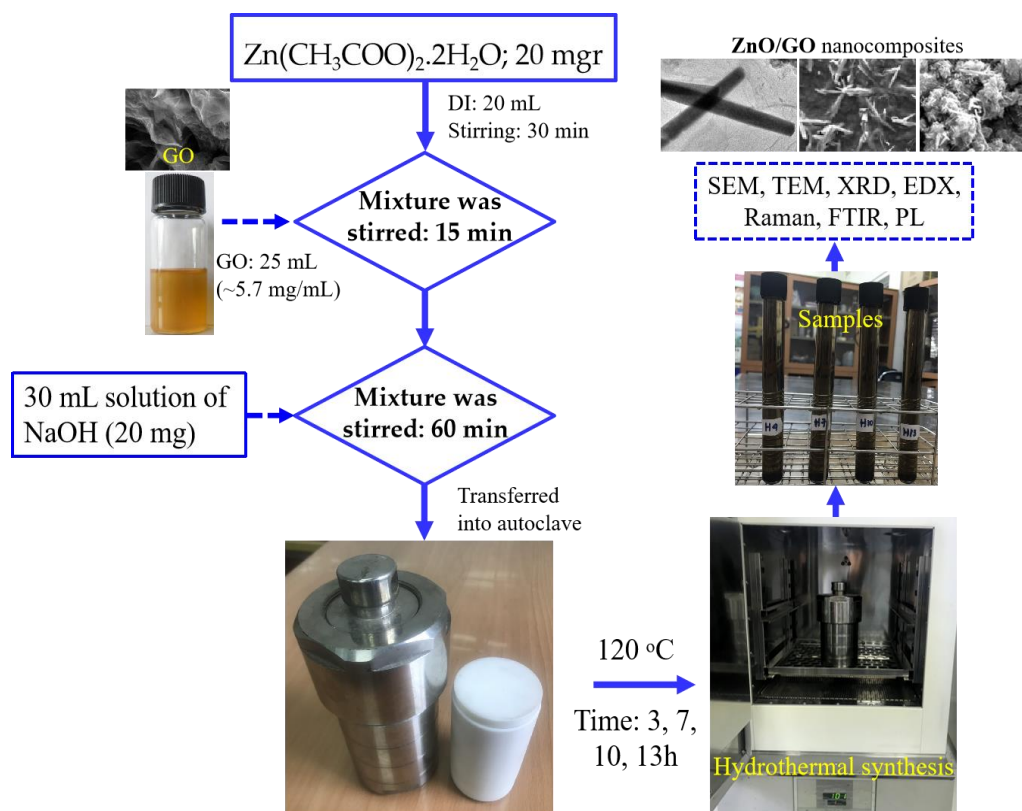 Zn(CH₃COO)₂.2H₂O; 20 mgr
DI: 20 mL
Stirring: 30 min
GO
Mixture was
stirred: 15 min
GO: 25 mL
(~5.7 mg/mL)
30 mL solution of
NaOH (20 mg)
Mixture was
stirred: 60 min
Transferred
into autoclave
120 ᵒC
Time: 3, 7,
10, 13h
Hydrothermal synthesis
Samples
H7
H10
H13
SEM, TEM, XRD, EDX,
Raman, FTIR, PL
ZnO/GO nanocomposites